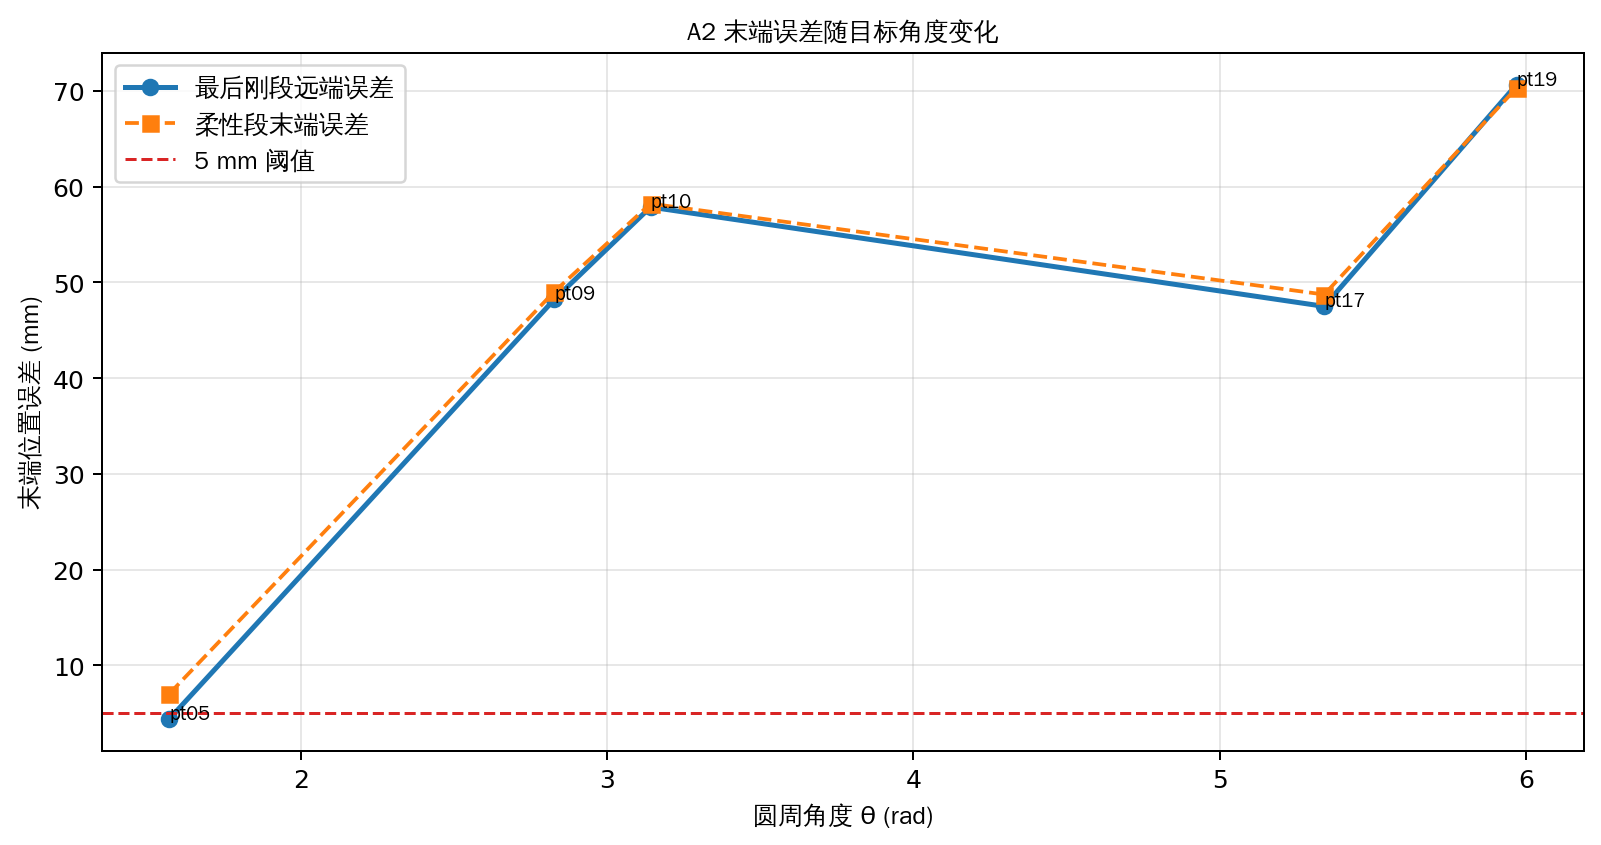 A2 末端误差随目标角度变化
最后刚段远端误差
柔性段末端误差
5 mm 阈值
末端位置误差 (mm)
70
60
50
40
30
20
10
pt05
pt09
pt10
pt17
pt19
2
3
4
5
6
圆周角度 θ (rad)